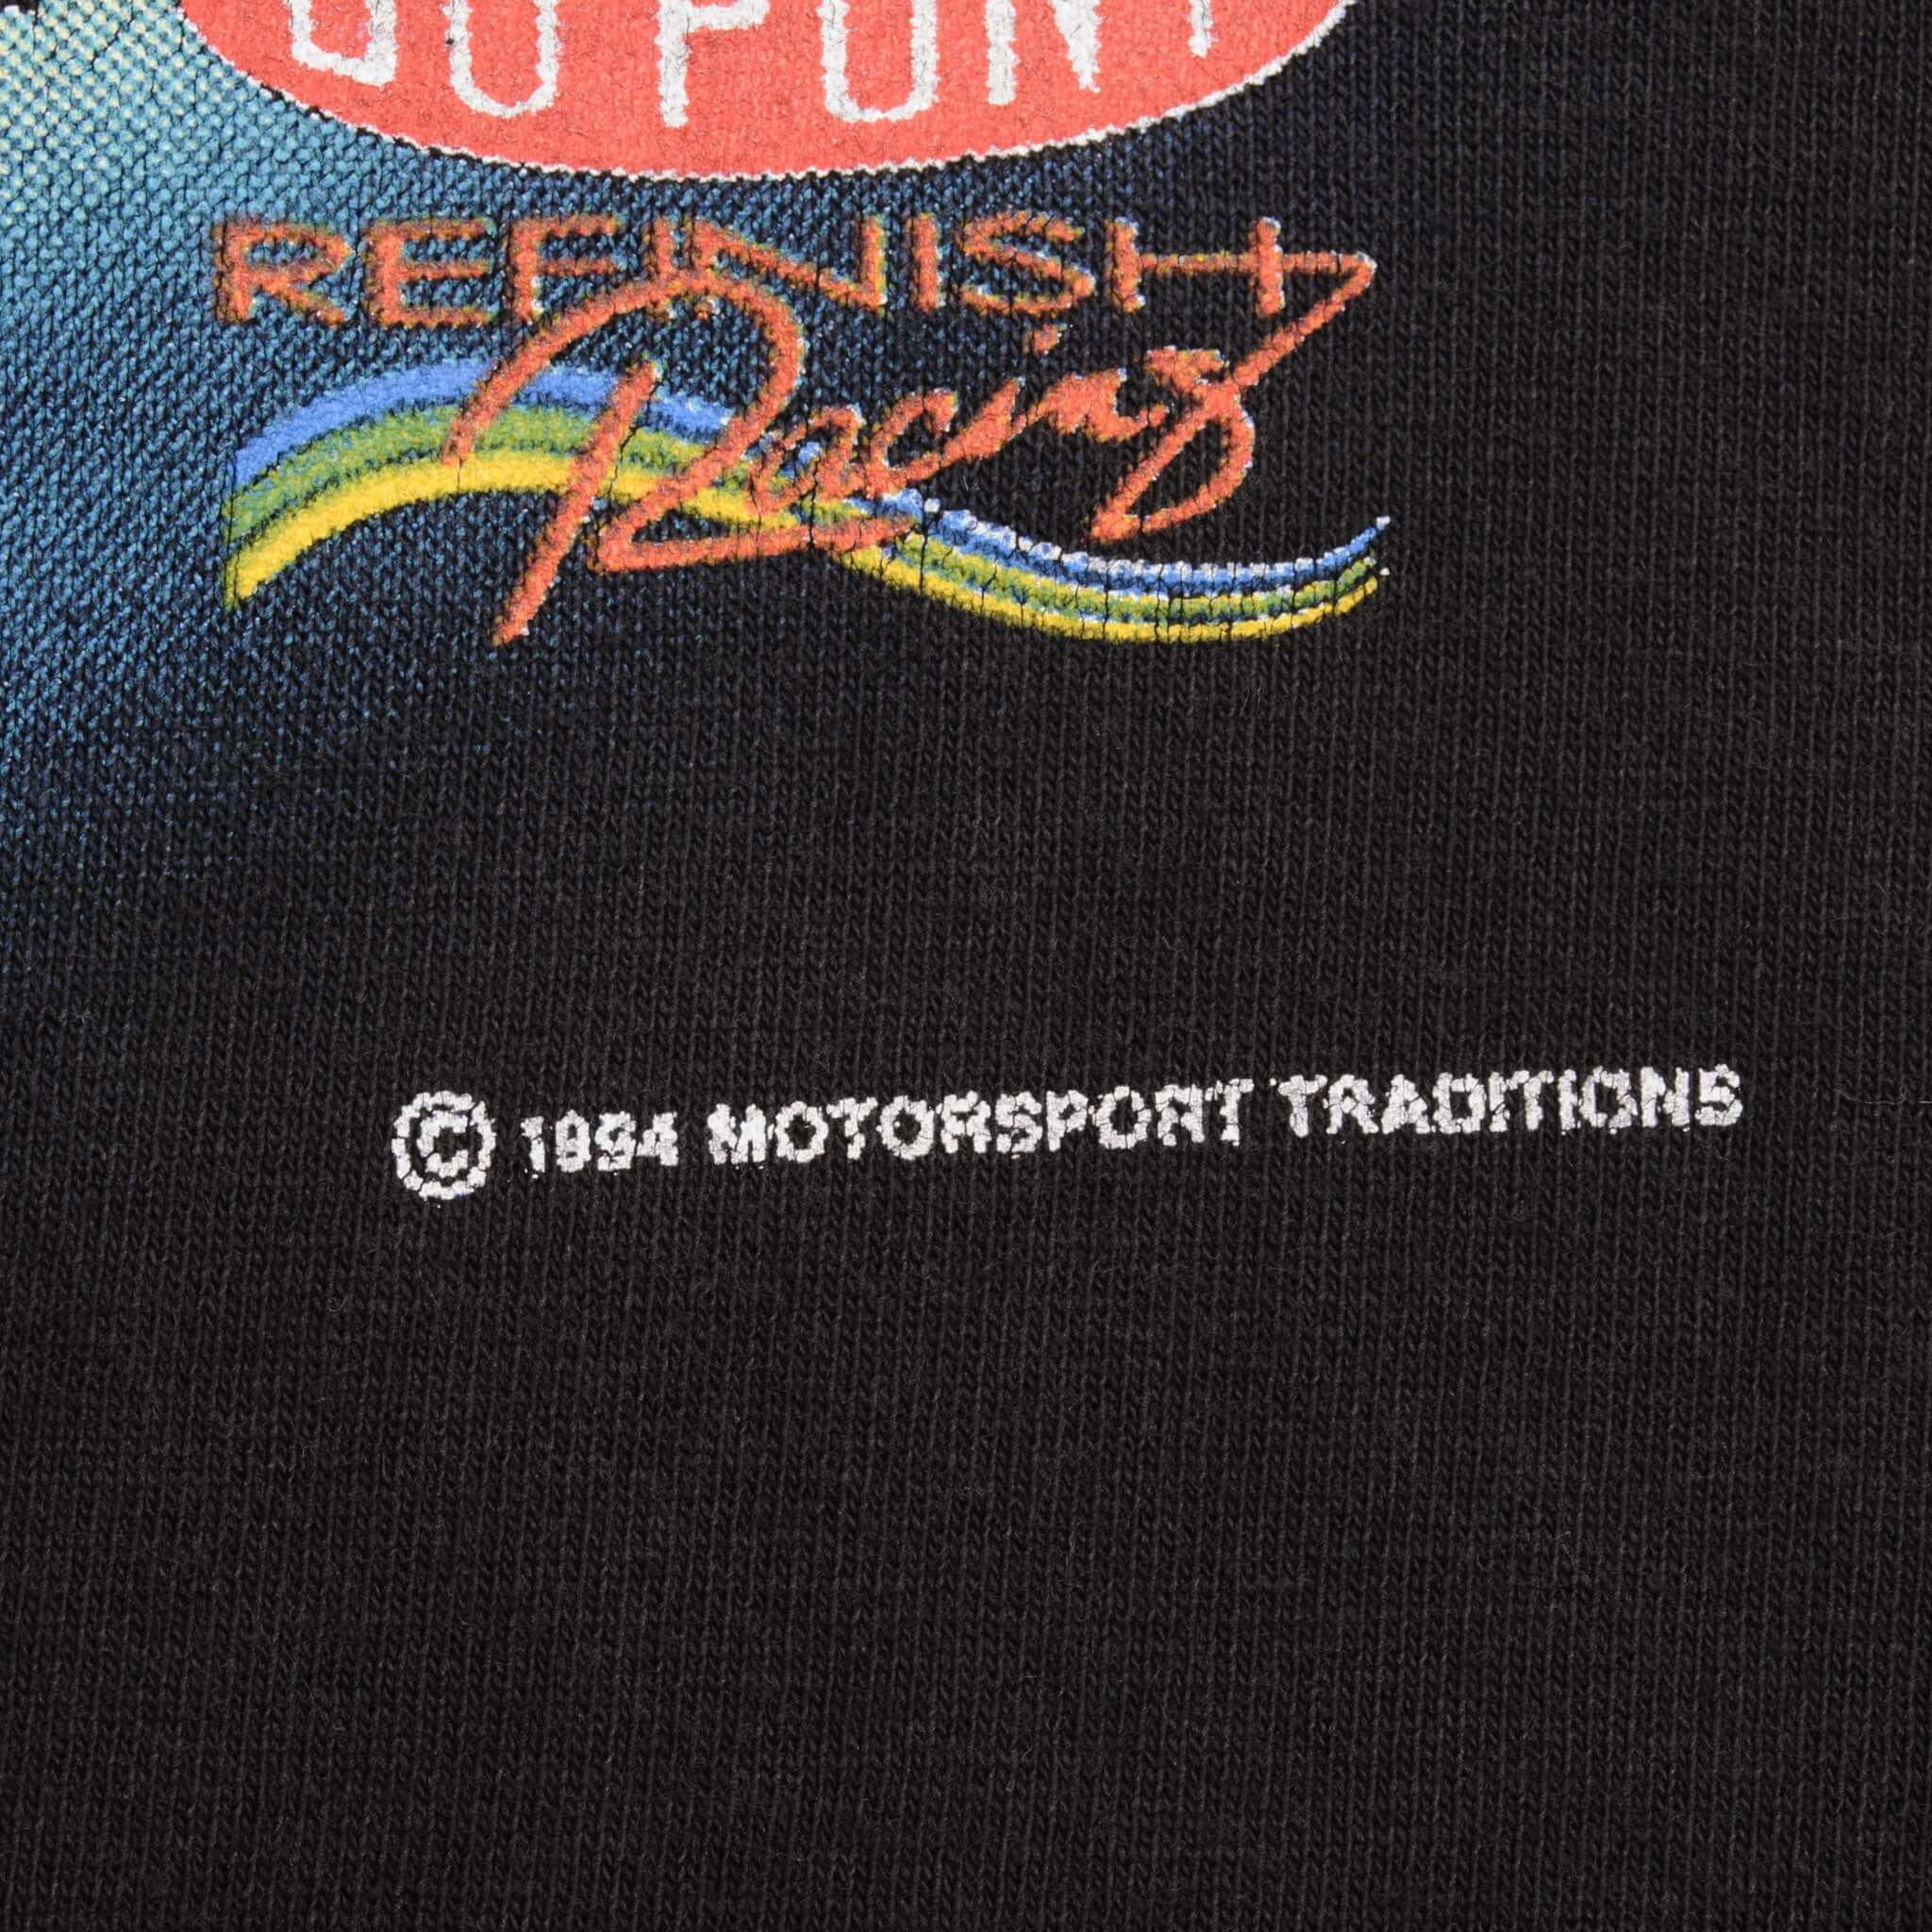 DU PONT
REFINISH
Racing
© 1994 MOTORSPORT TRADITIONS